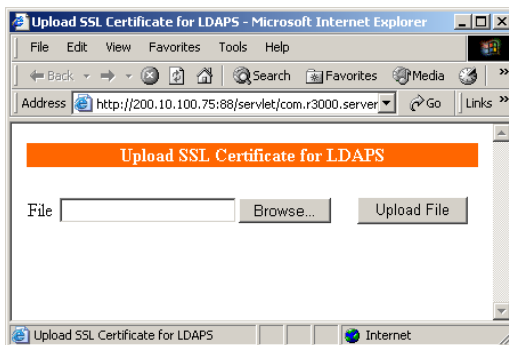 Upload SSL Certificate for LDAPS - Microsoft Internet Explorer
File Edit View Favorites Tools Help
Back Search Favorites Media »
Address http://200.10.100.75:88/servlet/com.r3000.server Go Links »
Upload SSL Certificate for LDAPS
File Browse... Upload File
Upload SSL Certificate for LDAPS Internet